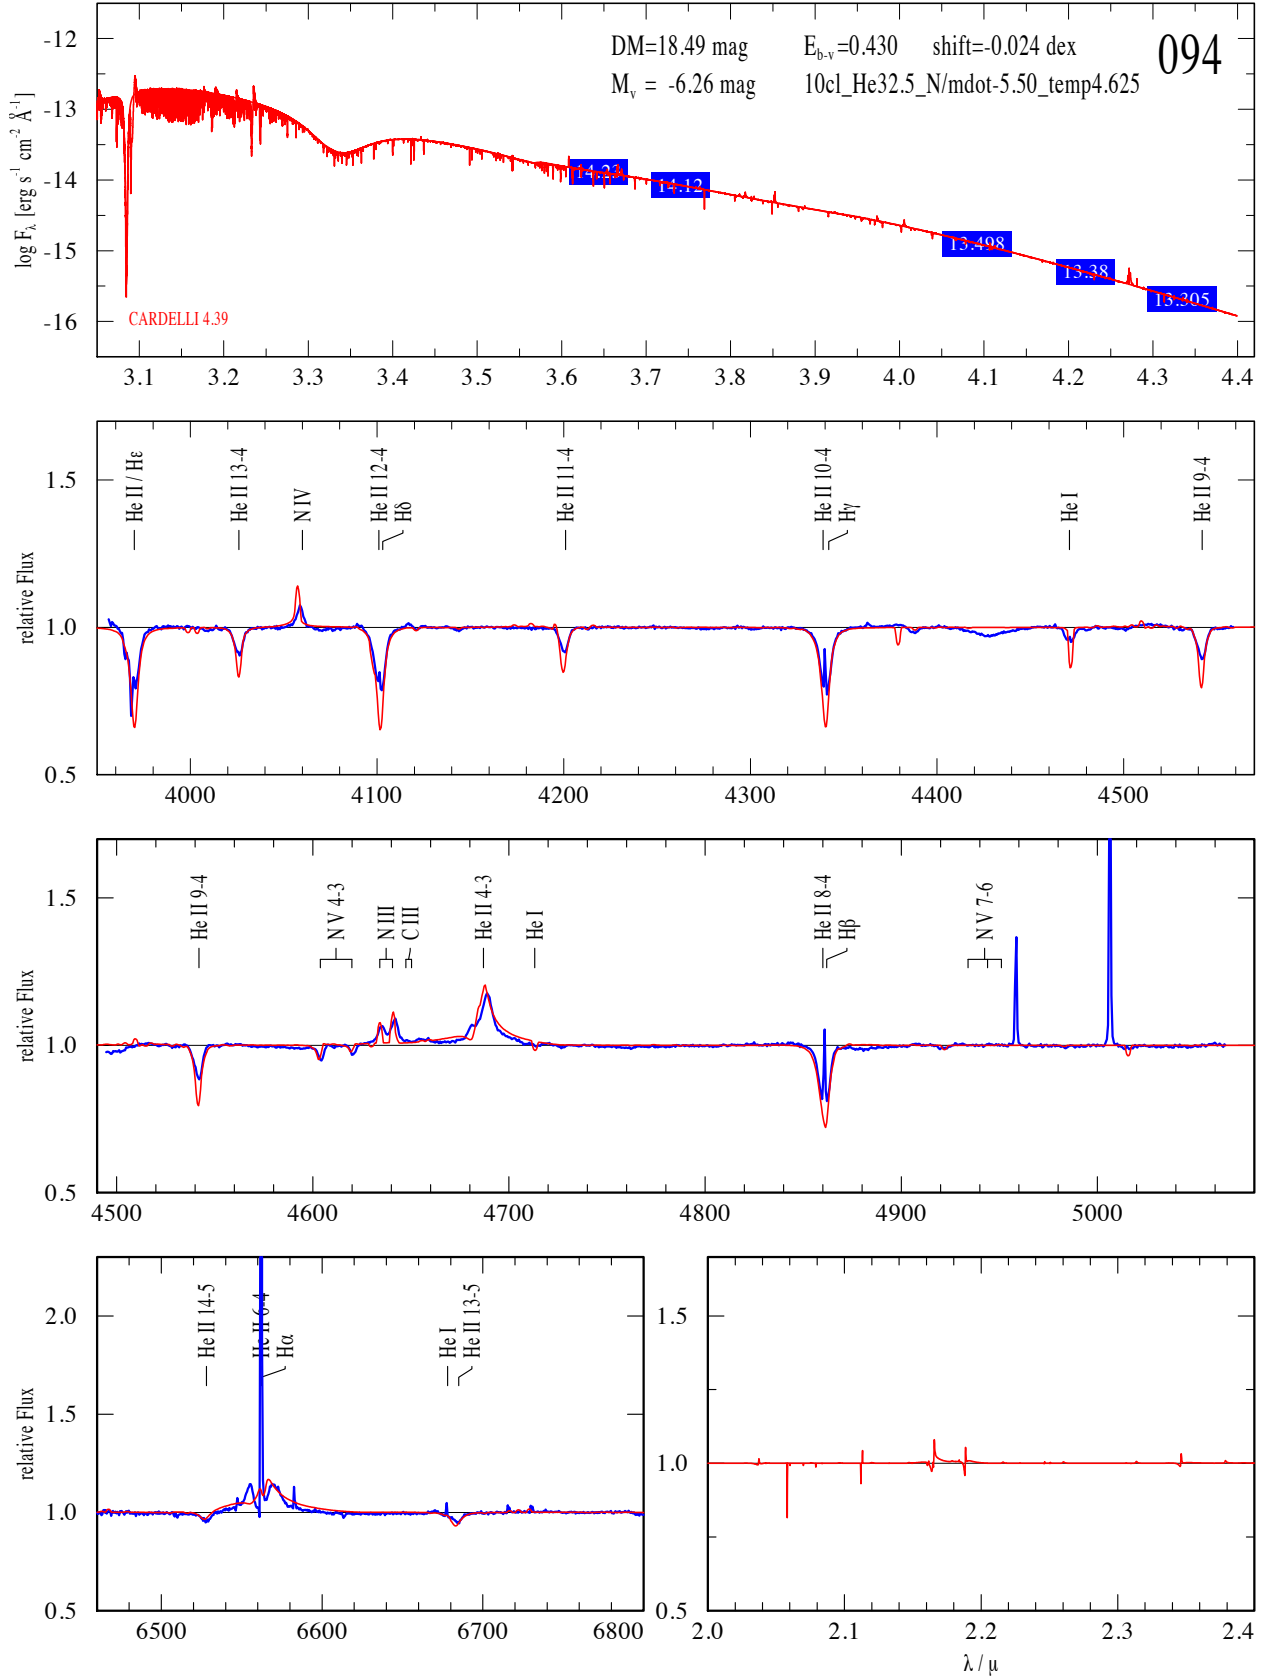 DM=18.49 mag E_b-v=0.430 shift=-0.024 dex 094
M_v = -6.26 mag 10cl_He32.5_N/mdot-5.50_temp4.625
log F_λ [erg s⁻¹ cm⁻² Å⁻¹]
-12
-13
-14
-15
-16
14.23
14.12
13.498
13.38
13.305
CARDELLI 4.39
3.1 3.2 3.3 3.4 3.5 3.6 3.7 3.8 3.9 4.0 4.1 4.2 4.3 4.4
relative Flux
1.5
1.0
0.5
He II / Hε
He II 13-4
N IV
He II 12-4
Hδ
He II 11-4
He II 10-4
Hγ
He I
He II 9-4
4000 4100 4200 4300 4400 4500
relative Flux
1.5
1.0
0.5
He II 9-4
N V 4-3
N III
C III
He II 4-3
He I
He II 8-4
Hβ
N V 7-6
4500 4600 4700 4800 4900 5000
relative Flux
2.0
1.5
1.0
0.5
He II 14-5
He II 6-4
Hα
He I
He II 13-5
6500 6600 6700 6800
1.5
1.0
0.5
2.0 2.1 2.2 2.3 2.4
λ / μ